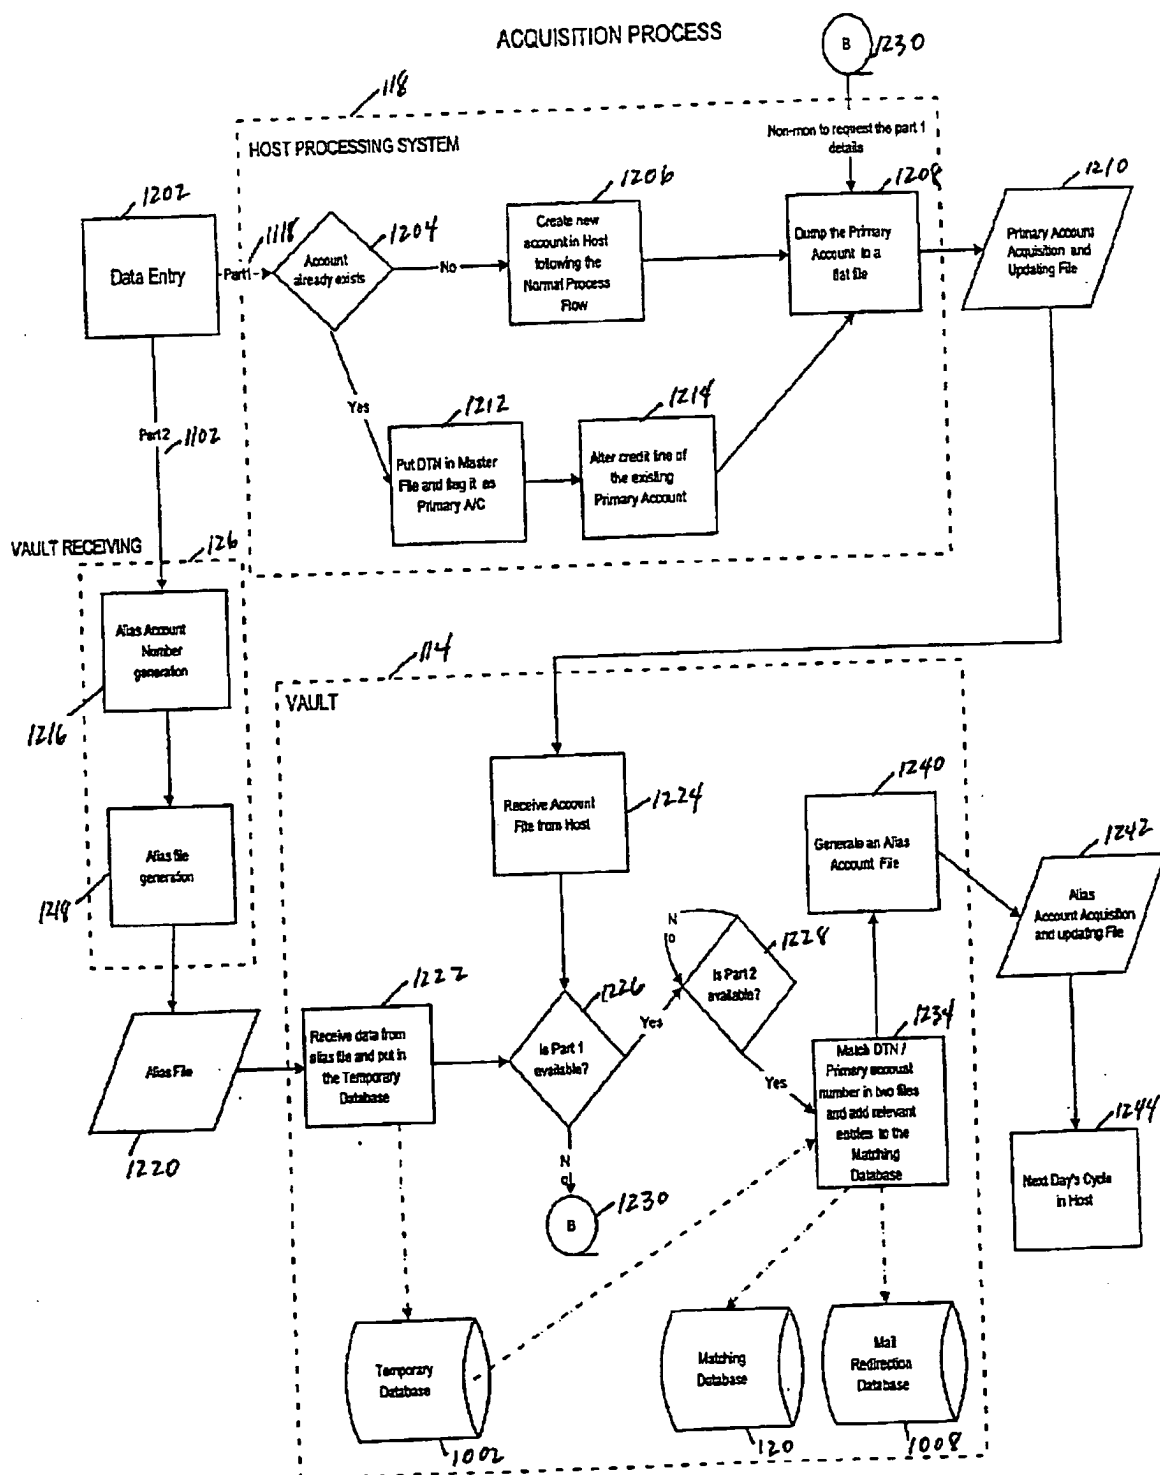 ACQUISITION PROCESS
B
1230
118
HOST PROCESSING SYSTEM
Non-mon to request the part 1
details
1202
Data Entry
1118
Part1
1204
Account
already exists
No
1206
Create new
account in Host
following the
Normal Process
Flow
1208
Dump the Primary
Account to a
flat file
1210
Primary Account
Acquisition and
Updating File
Yes
1212
Put DTN in Master
File and flag it as
Primary A/C
1214
Alter credit line of
the existing
Primary Account
Part2
1102
VAULT RECEIVING
126
Alias Account
Number
generation
1216
Alias file
generation
1218
Alias File
1220
114
VAULT
Receive Account
File from Host
1224
1240
Generate an Alias
Account File
1242
Alias
Account Acquisition
and updating File
1222
Receive data from
alias file and put in
the Temporary
Database
1226
Is Part 1
available?
Yes
N
o
1228
Is Part 2
available?
Yes
1234
Match DTN /
Primary account
number in two files
and add relevant
entries to the
Matching
Database
1244
Next Day's Cycle
in Host
N
o
B
1230
Temporary
Database
1002
Matching
Database
120
Mail
Redirection
Database
1008